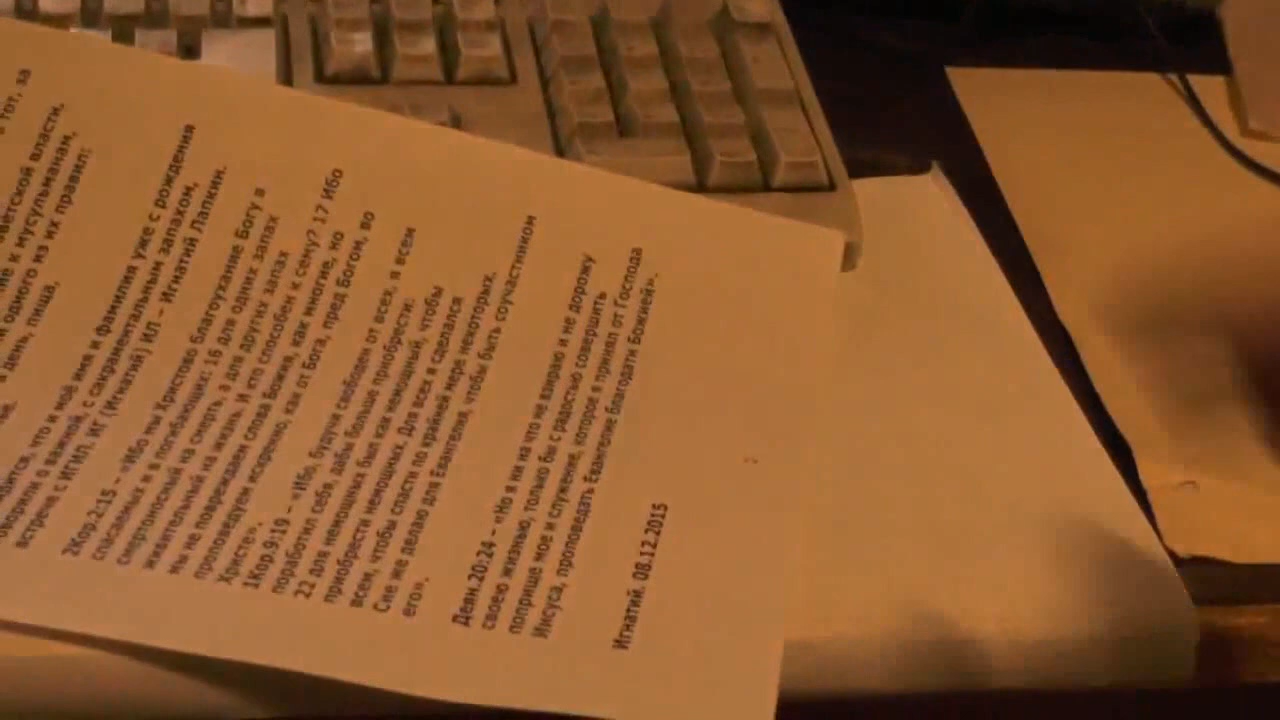 тот, за
советской власти,
ие к мусульманам,
и одного из их правил:
в день, пища,
дится, что и моё имя и фамилия уже с рождения
оворили о важной, с сакраментальным запахом,
встрече с ИГИЛ. ИГ (Игнатий) ИЛ – Игнатий Лапкин.
2Кор.2:15 – «Ибо мы Христово благоухание Богу в
спасаемых и в погибающих: 16 для одних запах
смертоносный на смерть, а для других запах
живительный на жизнь. И кто способен к сему? 17 Ибо
мы не повреждаем слова Божия, как многие, но
проповедуем искренно, как от Бога, пред Богом, во
Христе».
1Кор.9:19 – «Ибо, будучи свободен от всех, я всем
поработил себя, дабы больше приобрести:
22 для немощных был как немощный, чтобы
приобрести немощных. Для всех я сделался
всем, чтобы спасти по крайней мере некоторых.
Сие же делаю для Евангелия, чтобы быть соучастником
его».
Деян.20:24 – «Но я ни на что не взираю и не дорожу
своею жизнью, только бы с радостью совершить
поприще мое и служение, которое я принял от Господа
Иисуса, проповедать Евангелие благодати Божией».
Игнатий. 08.12.2015